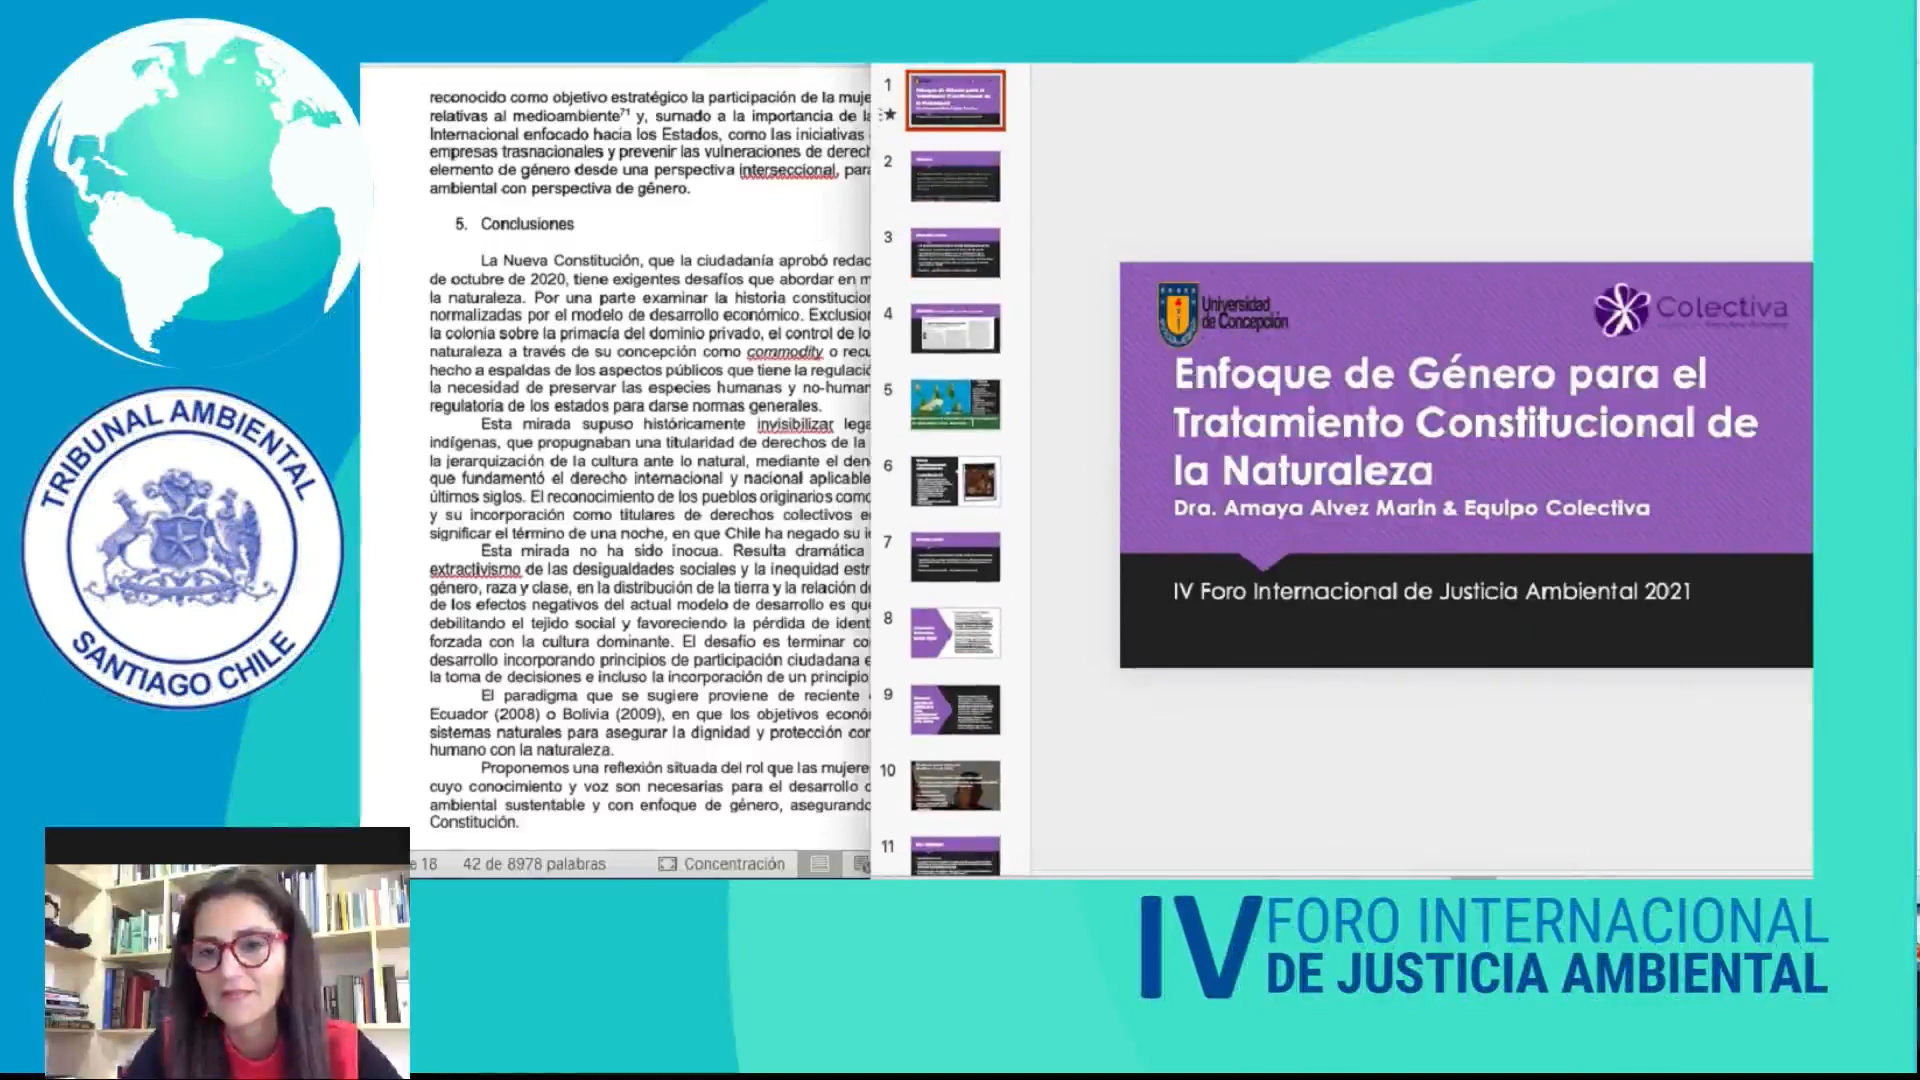 TRIBUNAL AMBIENTAL
SANTIAGO CHILE
reconocido como objetivo estratégico la participación de la muje
relativas al medioambiente71 y, sumado a la importancia de la
Internacional enfocado hacia los Estados, como las iniciativas
empresas trasnacionales y prevenir las vulneraciones de derech
elemento de género desde una perspectiva interseccional, para
ambiental con perspectiva de género.
5. Conclusiones
La Nueva Constitución, que la ciudadanía aprobó redac
de octubre de 2020, tiene exigentes desafíos que abordar en m
la naturaleza. Por una parte examinar la historia constitucion
normalizadas por el modelo de desarrollo económico. Exclusion
la colonia sobre la primacía del dominio privado, el control de lo
naturaleza a través de su concepción como commodity o recu
hecho a espaldas de los aspectos públicos que tiene la regulació
la necesidad de preservar las especies humanas y no-human
regulatoria de los estados para darse normas generales.
Esta mirada supuso históricamente invisibilizar lega
indígenas, que propugnaban una titularidad de derechos de la
la jerarquización de la cultura ante lo natural, mediante el den
que fundamentó el derecho internacional y nacional aplicable
últimos siglos. El reconocimiento de los pueblos originarios como
y su incorporación como titulares de derechos colectivos e
significar el término de una noche, en que Chile ha negado su i
Esta mirada no ha sido inocua. Resulta dramática
extractivismo de las desigualdades sociales y la inequidad estr
género, raza y clase, en la distribución de la tierra y la relación de
de los efectos negativos del actual modelo de desarrollo es que
debilitando el tejido social y favoreciendo la pérdida de ident
forzada con la cultura dominante. El desafío es terminar co
desarrollo incorporando principios de participación ciudadana e
la toma de decisiones e incluso la incorporación de un principio
El paradigma que se sugiere proviene de reciente
Ecuador (2008) o Bolivia (2009), en que los objetivos econó
sistemas naturales para asegurar la dignidad y protección con
humano con la naturaleza.
Proponemos una reflexión situada del rol que las mujere
cuyo conocimiento y voz son necesarias para el desarrollo d
ambiental sustentable y con enfoque de género, asegurando
Constitución.
e 18 42 de 8978 palabras Concentración
1
2
3
4
5
6
7
8
9
10
11
Universidad
de Concepción
Colectiva
Enfoque de Género para el
Tratamiento Constitucional de
la Naturaleza
Dra. Amaya Alvez Marin & Equipo Colectiva
IV Foro Internacional de Justicia Ambiental 2021
IV FORO INTERNACIONAL
DE JUSTICIA AMBIENTAL